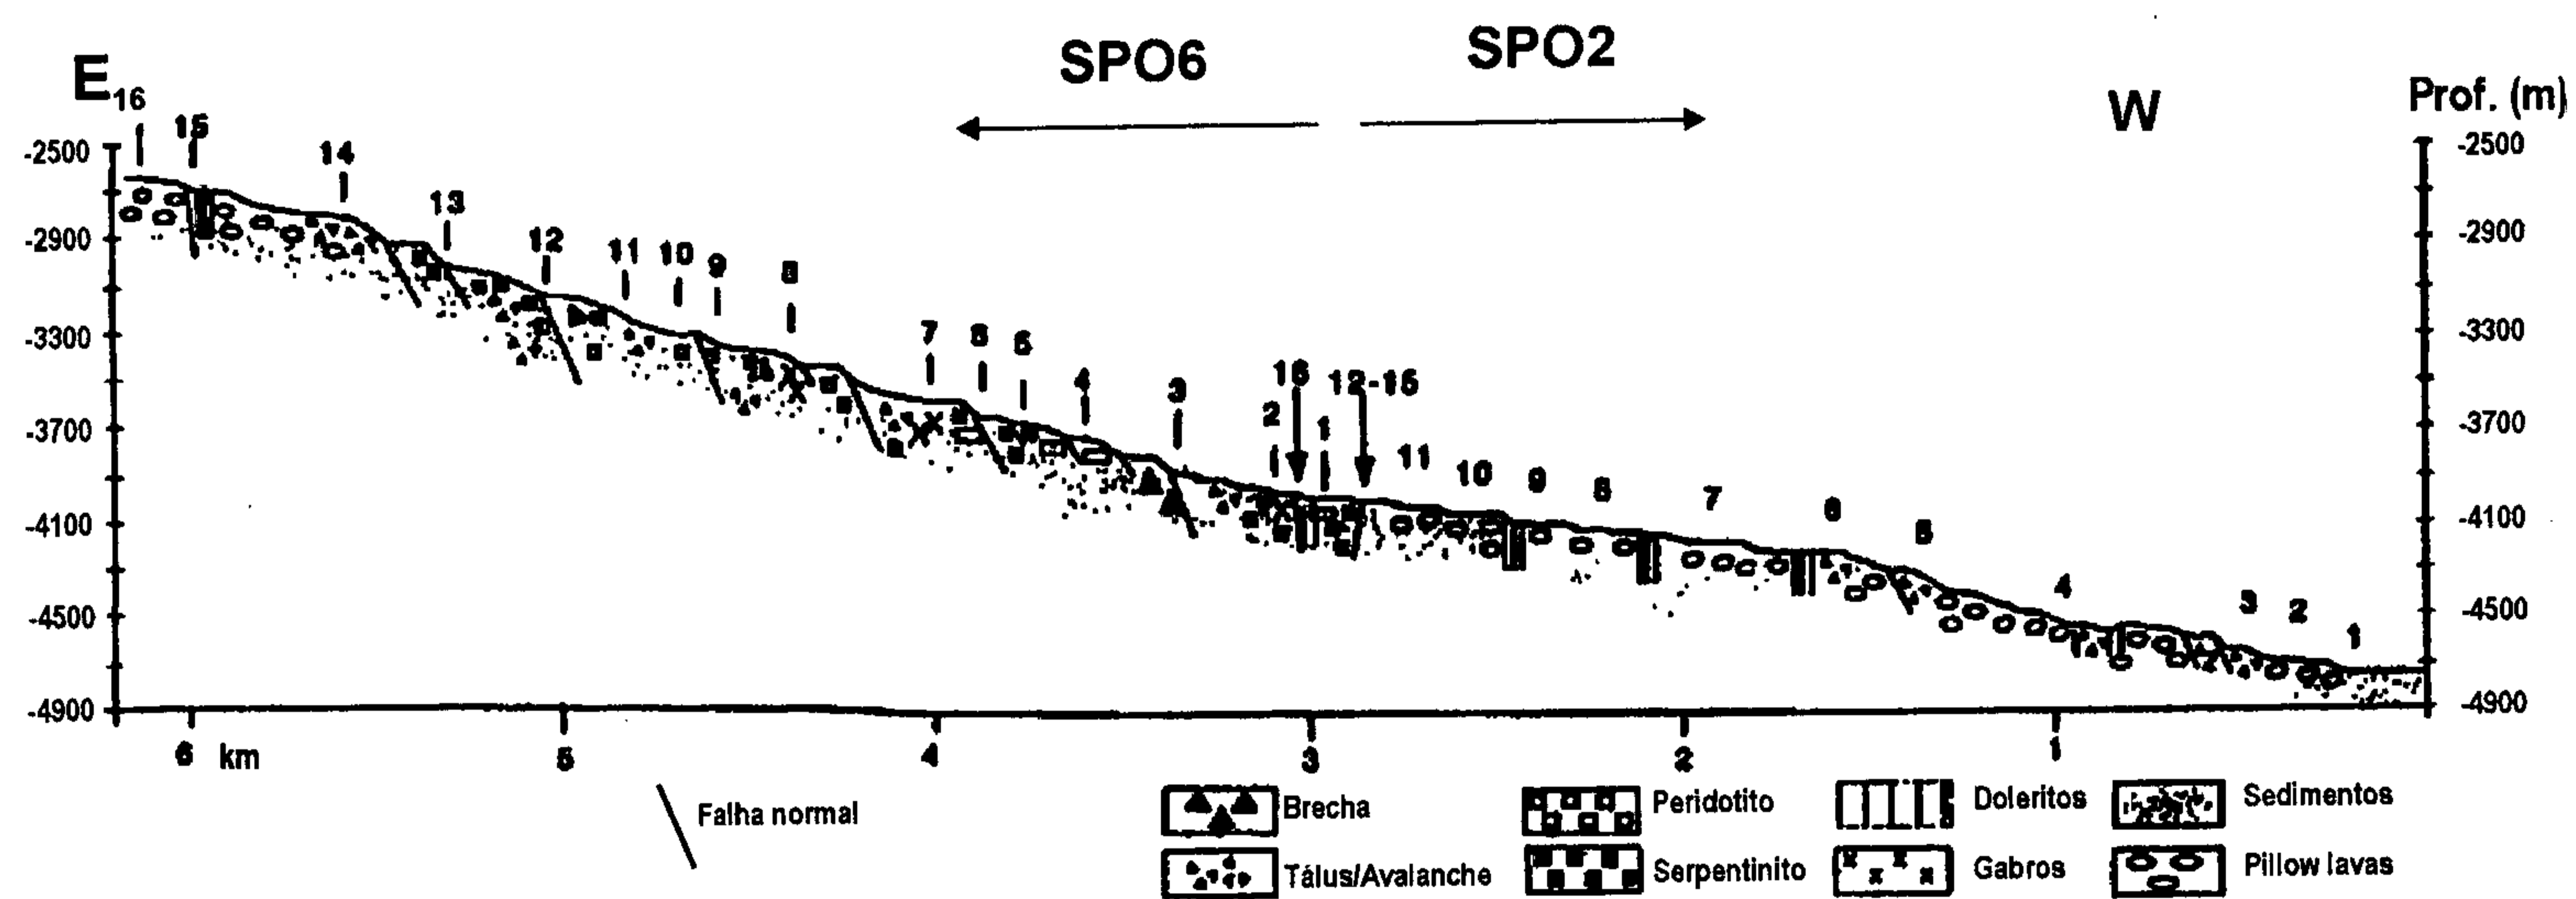 SPO6 SPO2
E W Prof. (m)
16 15 14 13 12 11 10 9 8 7 6 5 4 3 2 16 1 12-15 11 10 9 8 7 6 5 4 3 2 1
-2500 -2500
-2900 -2900
-3300 -3300
-3700 -3700
-4100 -4100
-4500 -4500
-4900 -4900
6 km 5 4 3 2 1
Falha normal
Brecha Peridotito Doleritos Sedimentos
Tálus/Avalanche Serpentinito Gabros Pillow lavas